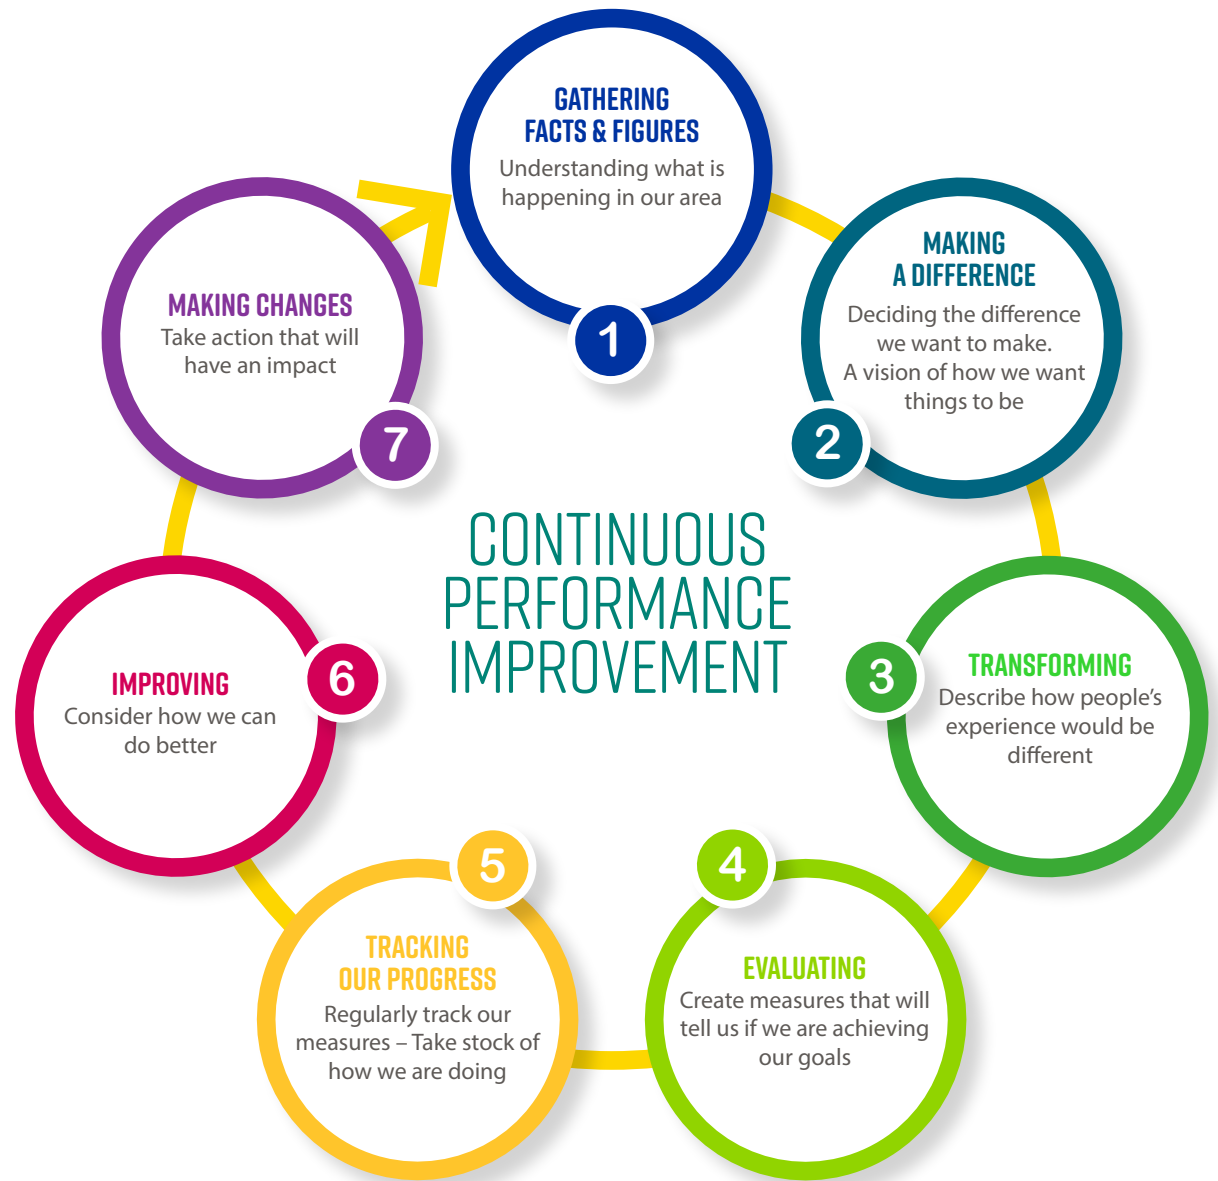 GATHERING
FACTS & FIGURES
Understanding what is
happening in our area
1
MAKING
A DIFFERENCE
Deciding the difference
we want to make.
A vision of how we want
things to be
2
TRANSFORMING
Describe how people’s
experience would be
different
3
EVALUATING
Create measures that will
tell us if we are achieving
our goals
4
TRACKING
OUR PROGRESS
Regularly track our
measures – Take stock of
how we are doing
5
IMPROVING
Consider how we can
do better
6
MAKING CHANGES
Take action that will
have an impact
7
CONTINUOUS
PERFORMANCE
IMPROVEMENT